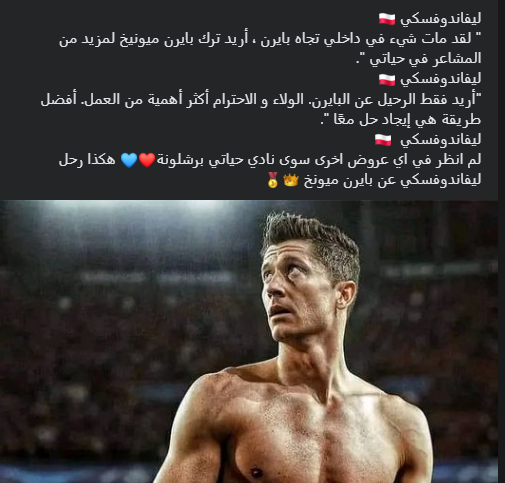 ليفاندوفسكي 🇵🇱
" لقد مات شيء في داخلي تجاه بايرن ، أريد ترك بايرن ميونيخ لمزيد من
المشاعر في حياتي ".
ليفاندوفسكي 🇵🇱
"أريد فقط الرحيل عن البايرن. الولاء و الاحترام أكثر أهمية من العمل. أفضل
طريقة هي إيجاد حل معًا ".
ليفاندوفسكي 🇵🇱
لم انظر في اي عروض اخرى سوى نادي حياتي برشلونة❤️💙 هكذا رحل
ليفاندوفسكي عن بايرن ميونخ 👑🏅